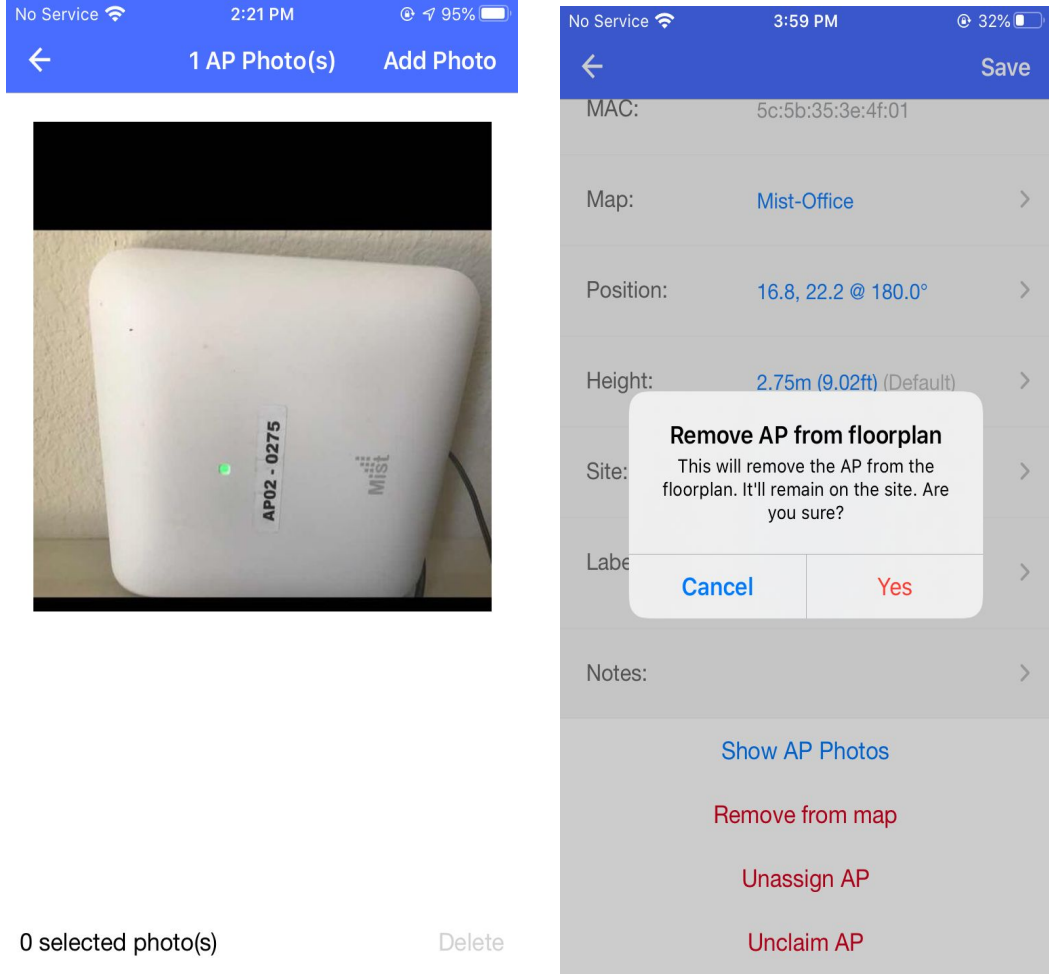 No Service 2:21 PM 95%
1 AP Photo(s) Add Photo
AP02 - 0275
Mist
0 selected photo(s) Delete
No Service 3:59 PM 32%
Save
MAC: 5c:5b:35:3e:4f:01
Map: Mist-Office
Position: 16.8, 22.2 @ 180.0°
Height: 2.75m (9.02ft) (Default)
Remove AP from floorplan
This will remove the AP from the
floorplan. It'll remain on the site. Are
you sure?
Site:
Labe
Cancel Yes
Notes:
Show AP Photos
Remove from map
Unassign AP
Unclaim AP